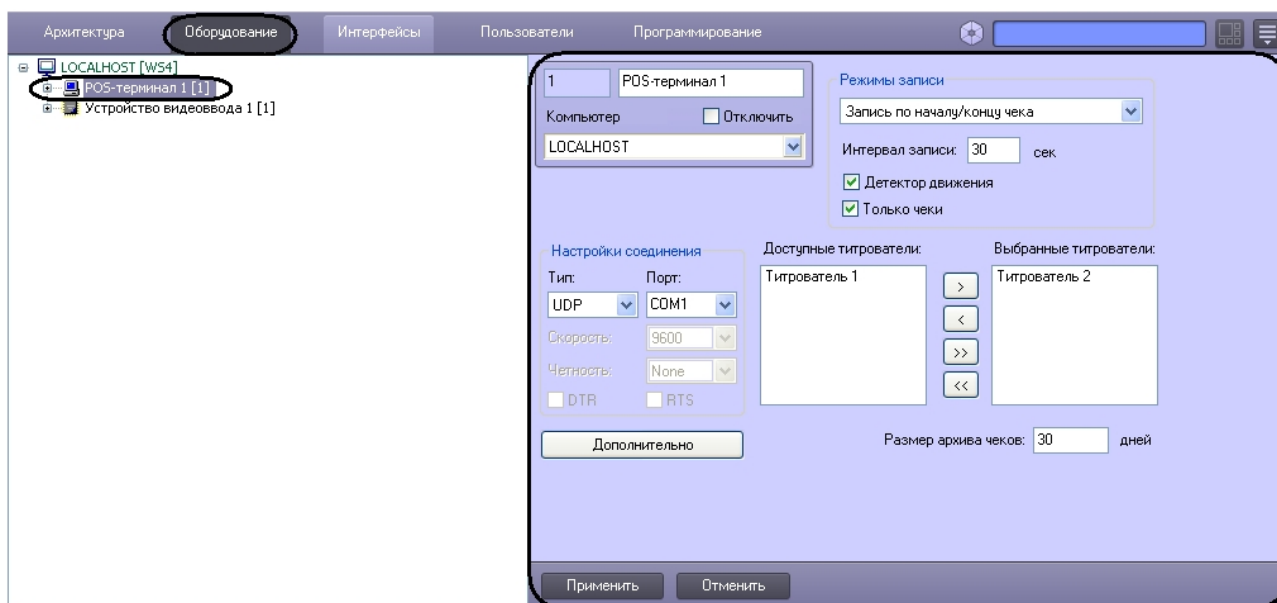 Архитектура Оборудование Интерфейсы Пользователи Программирование
LOCALHOST [WS4]
POS-терминал 1 [1]
Устройство видеоввода 1 [1]
1 POS-терминал 1
Компьютер Отключить
LOCALHOST
Режимы записи
Запись по началу/концу чека
Интервал записи: 30 сек
Детектор движения
Только чеки
Настройки соединения
Тип: Порт:
UDP COM1
Скорость: 9600
Четность: None
DTR RTS
Дополнительно
Доступные титрователи: Выбранные титрователи:
Титрователь 1 Титрователь 2
>
<
>>
<<
Размер архива чеков: 30 дней
Применить Отменить